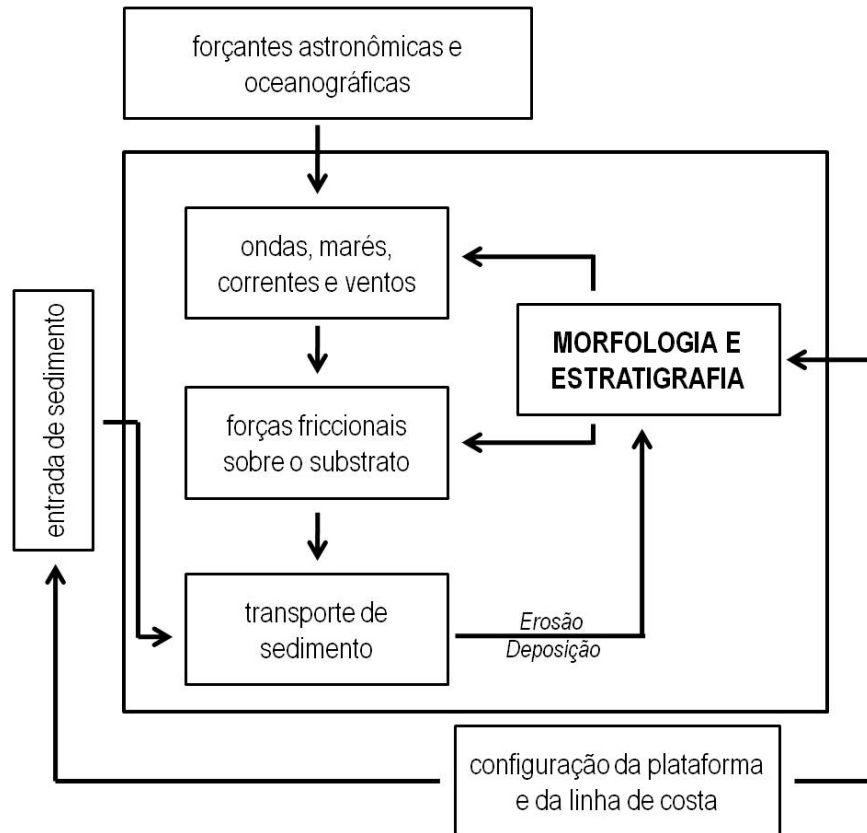 forçantes astronômicas e
oceanográficas
ondas, marés,
correntes e ventos
MORFOLOGIA E
ESTRATIGRAFIA
entrada de sedimento
forças friccionais
sobre o substrato
transporte de
sedimento
Erosão
Deposição
configuração da plataforma
e da linha de costa